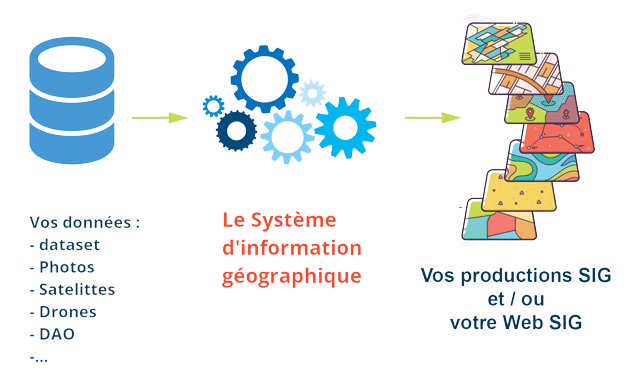 Vos données :
- dataset
- Photos
- Satelittes
- Drones
- DAO
-...
Le Système
d'information
géographique
Vos productions SIG
et / ou
votre Web SIG